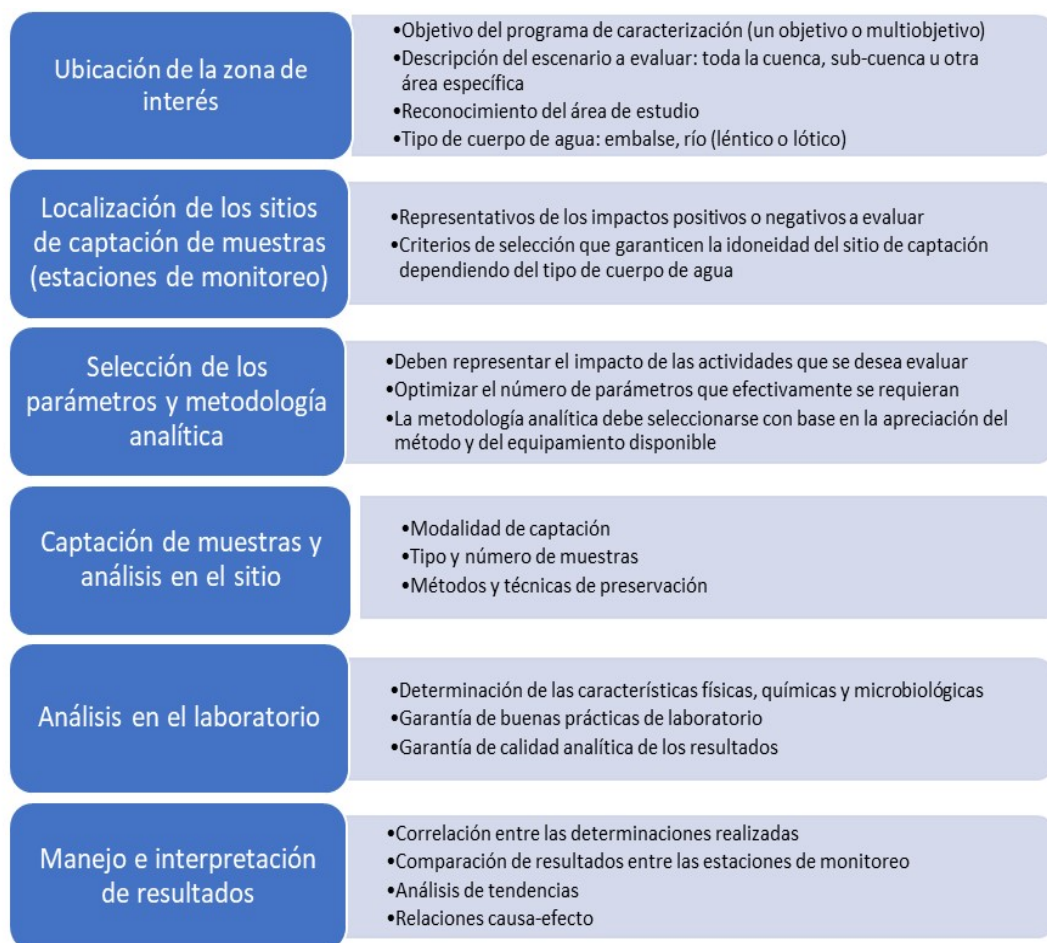 Ubicación de la zona de
interés
•Objetivo del programa de caracterización (un objetivo o multiobjetivo)
•Descripción del escenario a evaluar: toda la cuenca, sub-cuenca u otra
área específica
•Reconocimiento del área de estudio
•Tipo de cuerpo de agua: embalse, río (léntico o lótico)
Localización de los sitios
de captación de muestras
(estaciones de monitoreo)
•Representativos de los impactos positivos o negativos a evaluar
•Criterios de selección que garanticen la idoneidad del sitio de captación
dependiendo del tipo de cuerpo de agua
Selección de los
parámetros y metodología
analítica
•Deben representar el impacto de las actividades que se desea evaluar
•Optimizar el número de parámetros que efectivamente se requieran
•La metodología analítica debe seleccionarse con base en la apreciación del
método y del equipamiento disponible
Captación de muestras y
análisis en el sitio
•Modalidad de captación
•Tipo y número de muestras
•Métodos y técnicas de preservación
Análisis en el laboratorio
•Determinación de las características físicas, químicas y microbiológicas
•Garantía de buenas prácticas de laboratorio
•Garantía de calidad analítica de los resultados
Manejo e interpretación
de resultados
•Correlación entre las determinaciones realizadas
•Comparación de resultados entre las estaciones de monitoreo
•Análisis de tendencias
•Relaciones causa-efecto